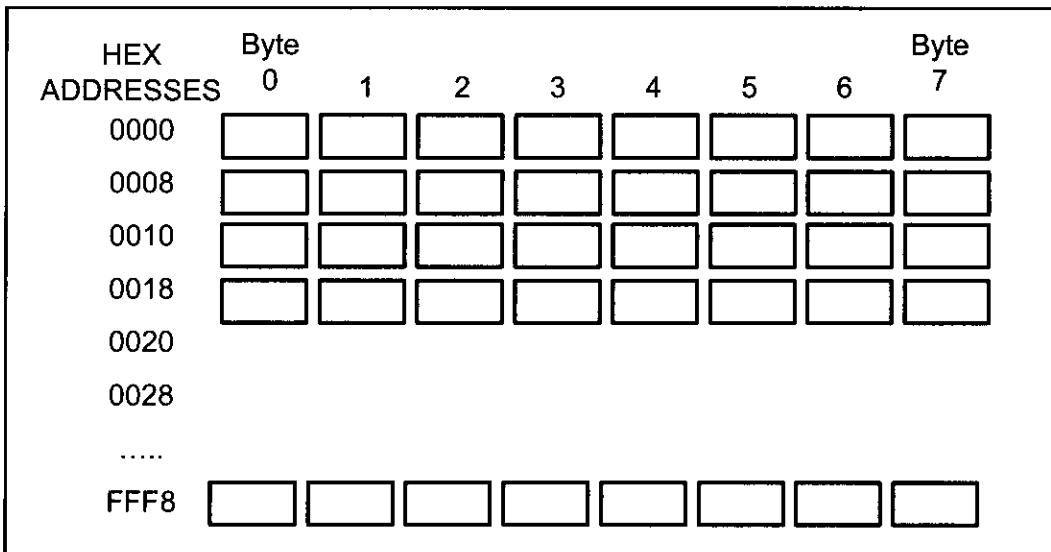 HEX
ADDRESSES
Byte
0 1 2 3 4 5 6 Byte
7
0000
0008
0010
0018
0020
0028
.....
FFF8